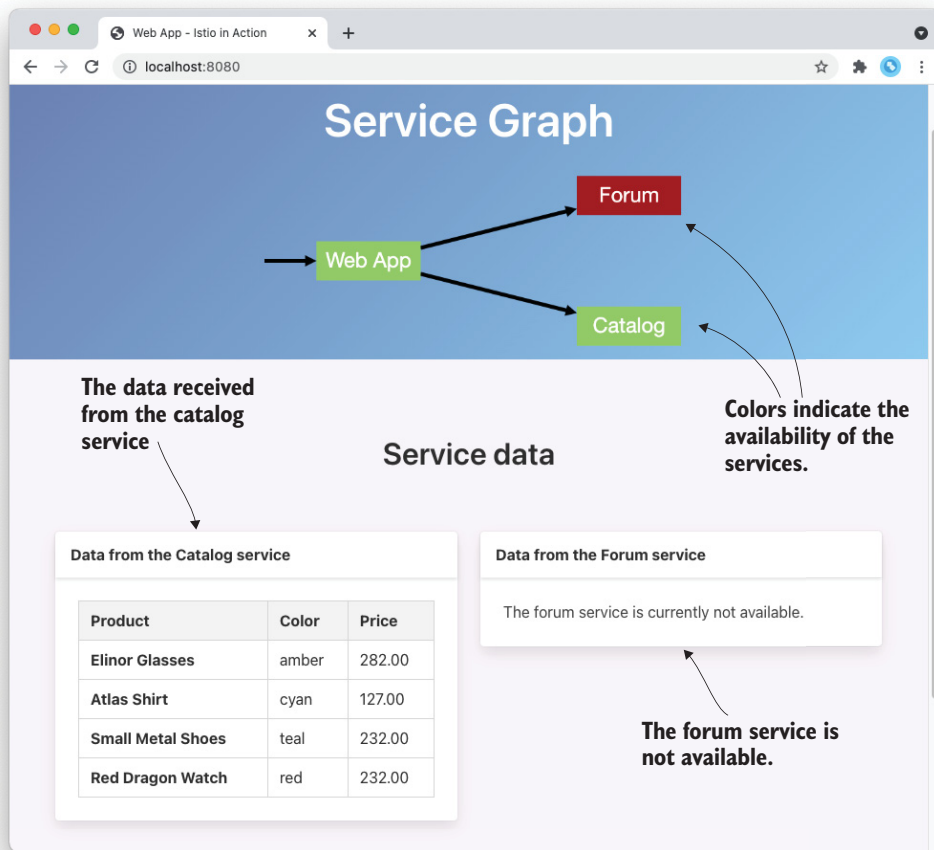 Web App - Istio in Action
localhost:8080
Service Graph
Forum
Web App
Catalog
The data received
from the catalog
service
Colors indicate the
availability of the
services.
Service data
Data from the Catalog service
Product Color Price
Elinor Glasses amber 282.00
Atlas Shirt cyan 127.00
Small Metal Shoes teal 232.00
Red Dragon Watch red 232.00
Data from the Forum service
The forum service is currently not available.
The forum service is
not available.